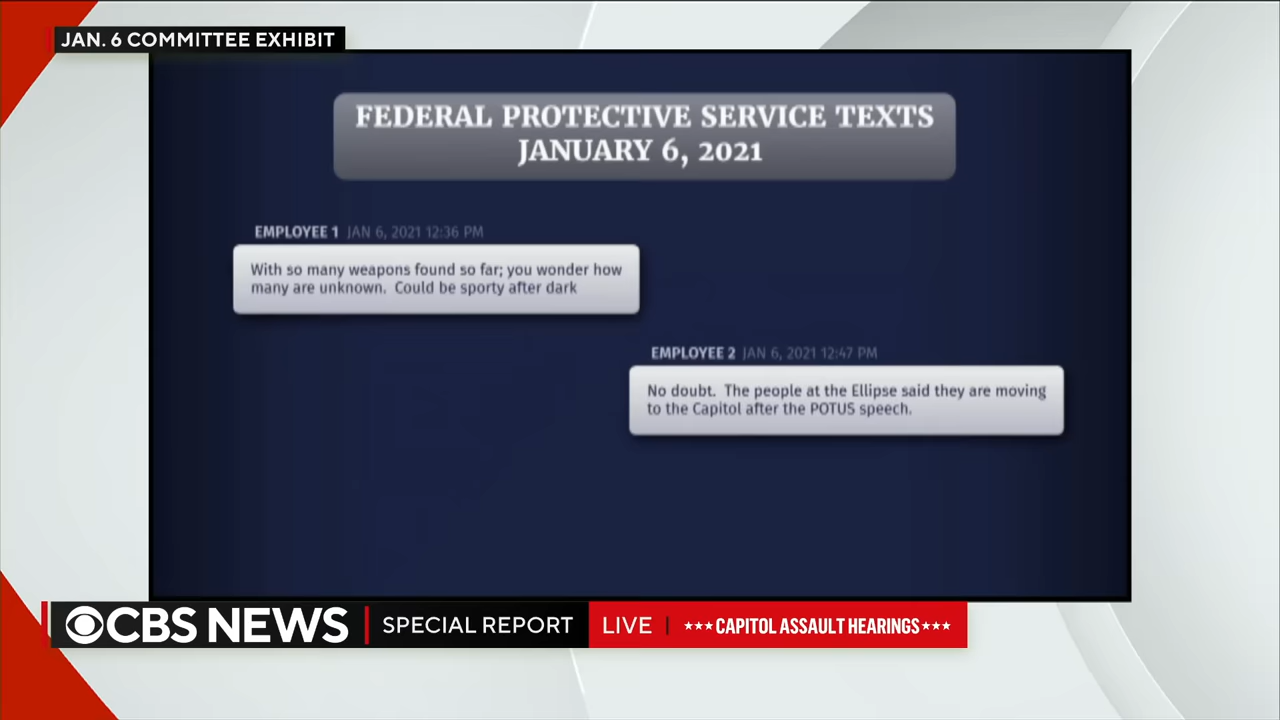 JAN. 6 COMMITTEE EXHIBIT
FEDERAL PROTECTIVE SERVICE TEXTS
JANUARY 6, 2021
EMPLOYEE 1 JAN 6, 2021 12:36 PM
With so many weapons found so far; you wonder how
many are unknown. Could be sporty after dark
EMPLOYEE 2 JAN 6, 2021 12:47 PM
No doubt. The people at the Ellipse said they are moving
to the Capitol after the POTUS speech.
CBS NEWS SPECIAL REPORT LIVE ★★★CAPITOL ASSAULT HEARINGS★★★